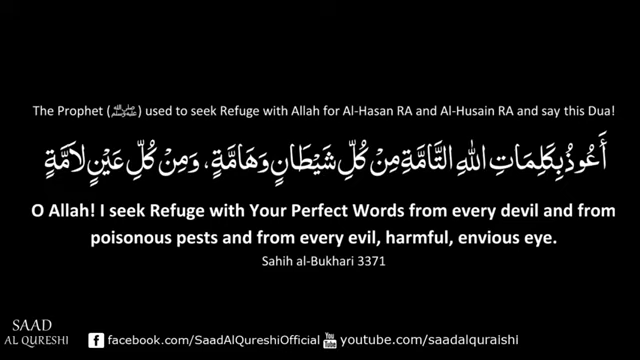 The Prophet (ﷺ) used to seek Refuge with Allah for Al-Hasan RA and Al-Husain RA and say this Dua!
أَعُوذُ بِكَلِمَاتِ اللهِ التَّامَّةِ مِنْ كُلِّ شَيْطَانٍ وَهَامَّةٍ، وَمِنْ كُلِّ عَيْنٍ لاَمَّةٍ
O Allah! I seek Refuge with Your Perfect Words from every devil and from
poisonous pests and from every evil, harmful, envious eye.
Sahih al-Bukhari 3371
SAAD
AL QURESHI
f facebook.com/SaadAlQureshiOfficial You Tube youtube.com/saadalquraishi